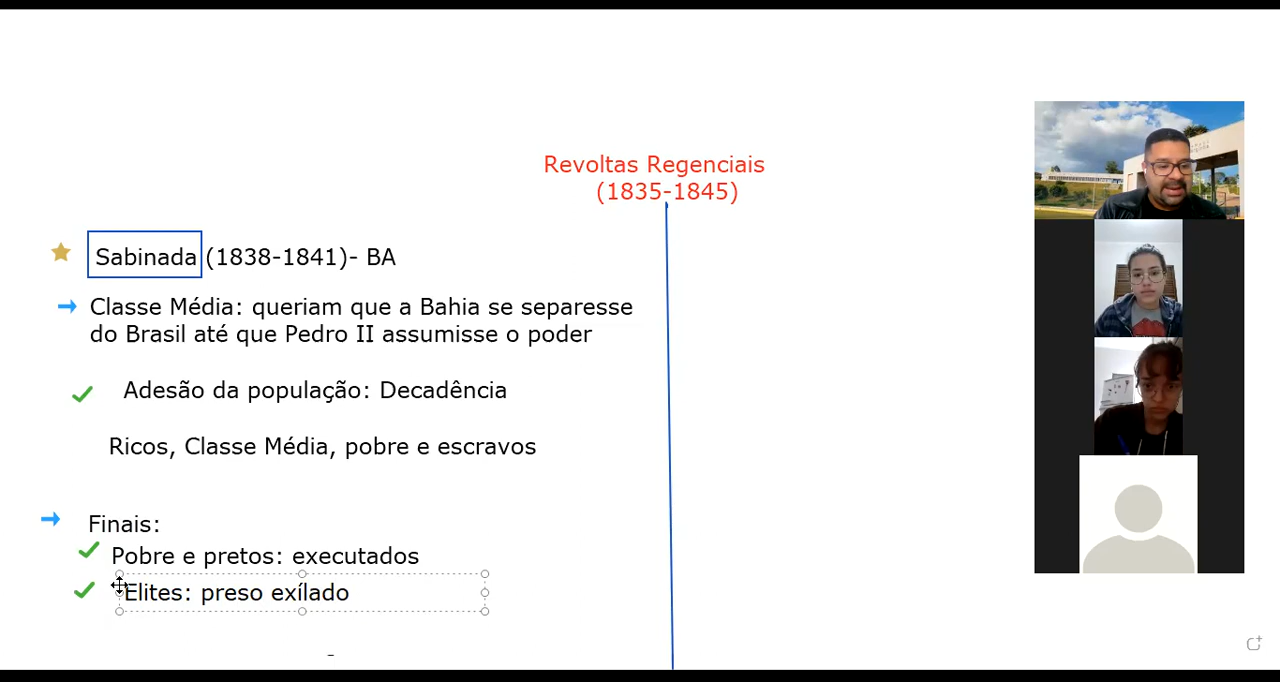 Revoltas Regenciais
(1835-1845)
Sabinada (1838-1841)- BA
Classe Média: queriam que a Bahia se separesse
do Brasil até que Pedro II assumisse o poder
Adesão da população: Decadência
Ricos, Classe Média, pobre e escravos
Finais:
Pobre e pretos: executados
Elites: preso exílado
-